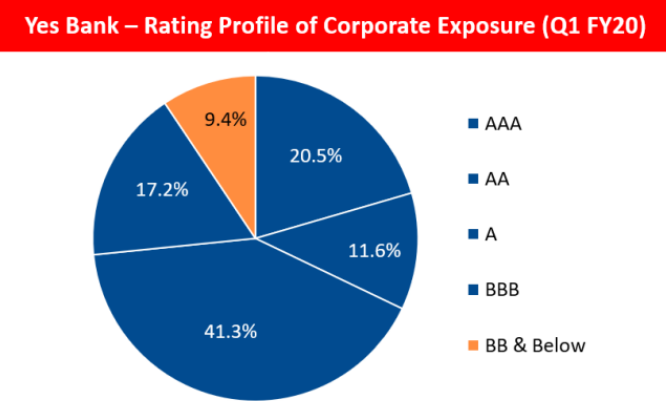 Yes Bank – Rating Profile of Corporate Exposure (Q1 FY20)
9.4%
20.5%
17.2%
11.6%
41.3%
AAA
AA
A
BBB
BB & Below